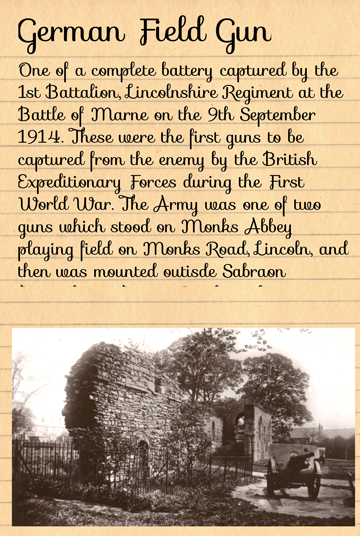 German Field Gun
One of a complete battery captured by the
1st Battalion, Lincolnshire Regiment at the
Battle of Marne on the 9th September
1914. These were the first guns to be
captured from the enemy by the British
Expeditionary Forces during the First
World War. The Army was one of two
guns which stood on Monks Abbey
playing field on Monks Road, Lincoln, and
then was mounted outisde Sabraon